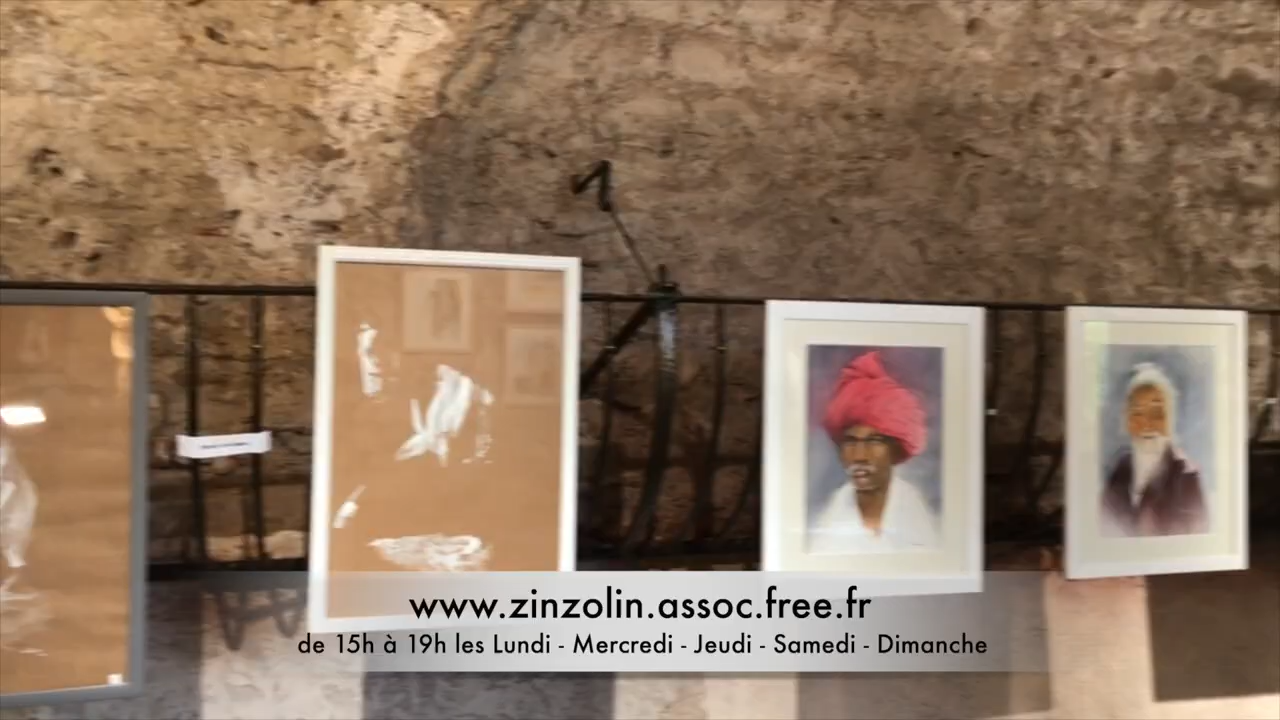 www.zinzolin.assoc.free.fr
de 15h à 19h les Lundi - Mercredi - Jeudi - Samedi - Dimanche